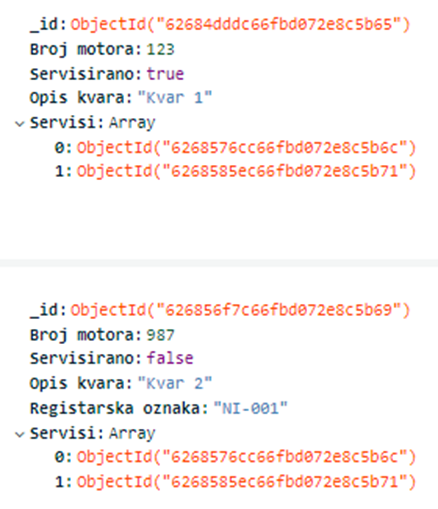 _id: ObjectId("62684dddc66fbd072e8c5b65")
Broj motora: 123
Servisirano: true
Opis kvara: "Kvar 1"
Servisi: Array
0: ObjectId("6268576cc66fbd072e8c5b6c")
1: ObjectId("6268585ec66fbd072e8c5b71")
_id: ObjectId("626856f7c66fbd072e8c5b69")
Broj motora: 987
Servisirano: false
Opis kvara: "Kvar 2"
Registarska oznaka: "NI-001"
Servisi: Array
0: ObjectId("6268576cc66fbd072e8c5b6c")
1: ObjectId("6268585ec66fbd072e8c5b71")